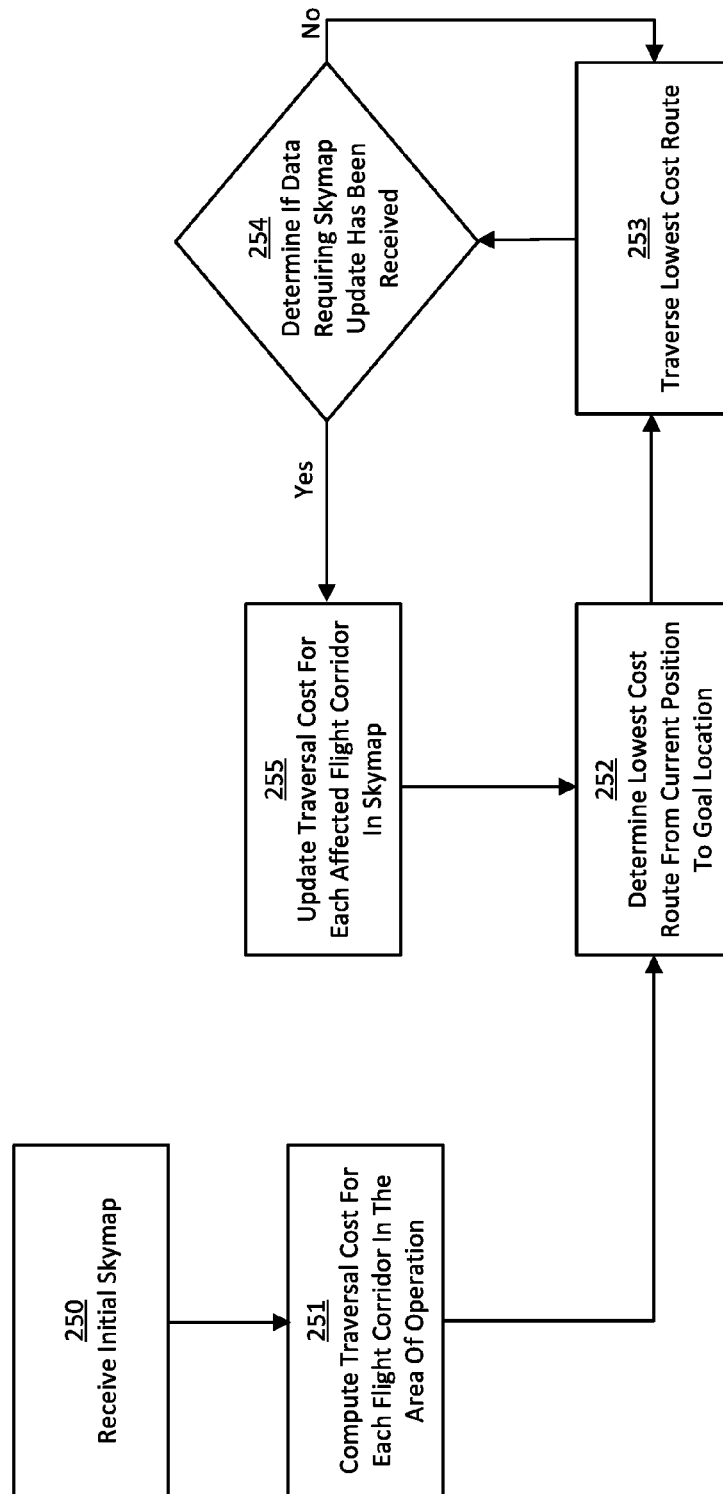 250
Receive Initial Skymap
251
Compute Traversal Cost For
Each Flight Corridor In The
Area Of Operation
252
Determine Lowest Cost
Route From Current Position
To Goal Location
253
Traverse Lowest Cost Route
254
Determine If Data
Requiring Skymap
Update Has Been
Received
No
Yes
255
Update Traversal Cost For
Each Affected Flight Corridor
In Skymap